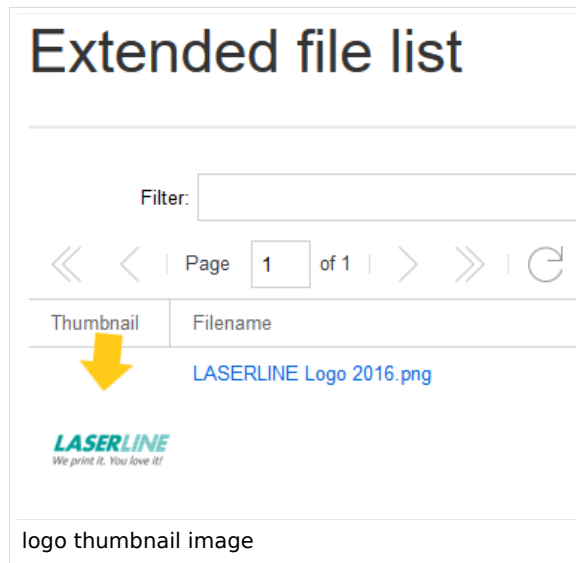 Extended file list
Filter:
Page 1 of 1
Thumbnail Filename
LASERLINE Logo 2016.png
LASERLINE
We print it. You love it!
logo thumbnail image